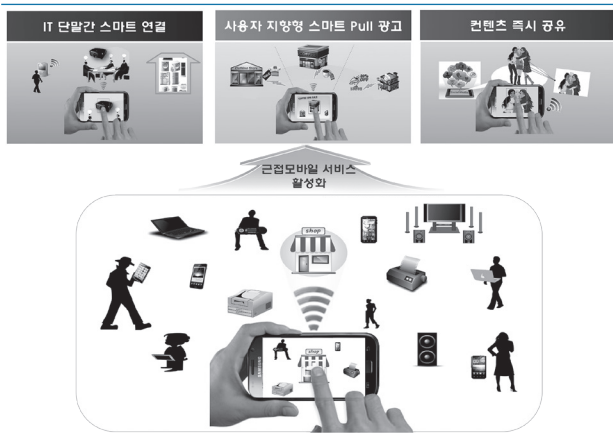 IT 단말간 스마트 연결
사용자 지향형 스마트 Pull 광고
컨텐츠 즉시 공유
근접모바일 서비스
활성화
shop
SAMSUNG
shop